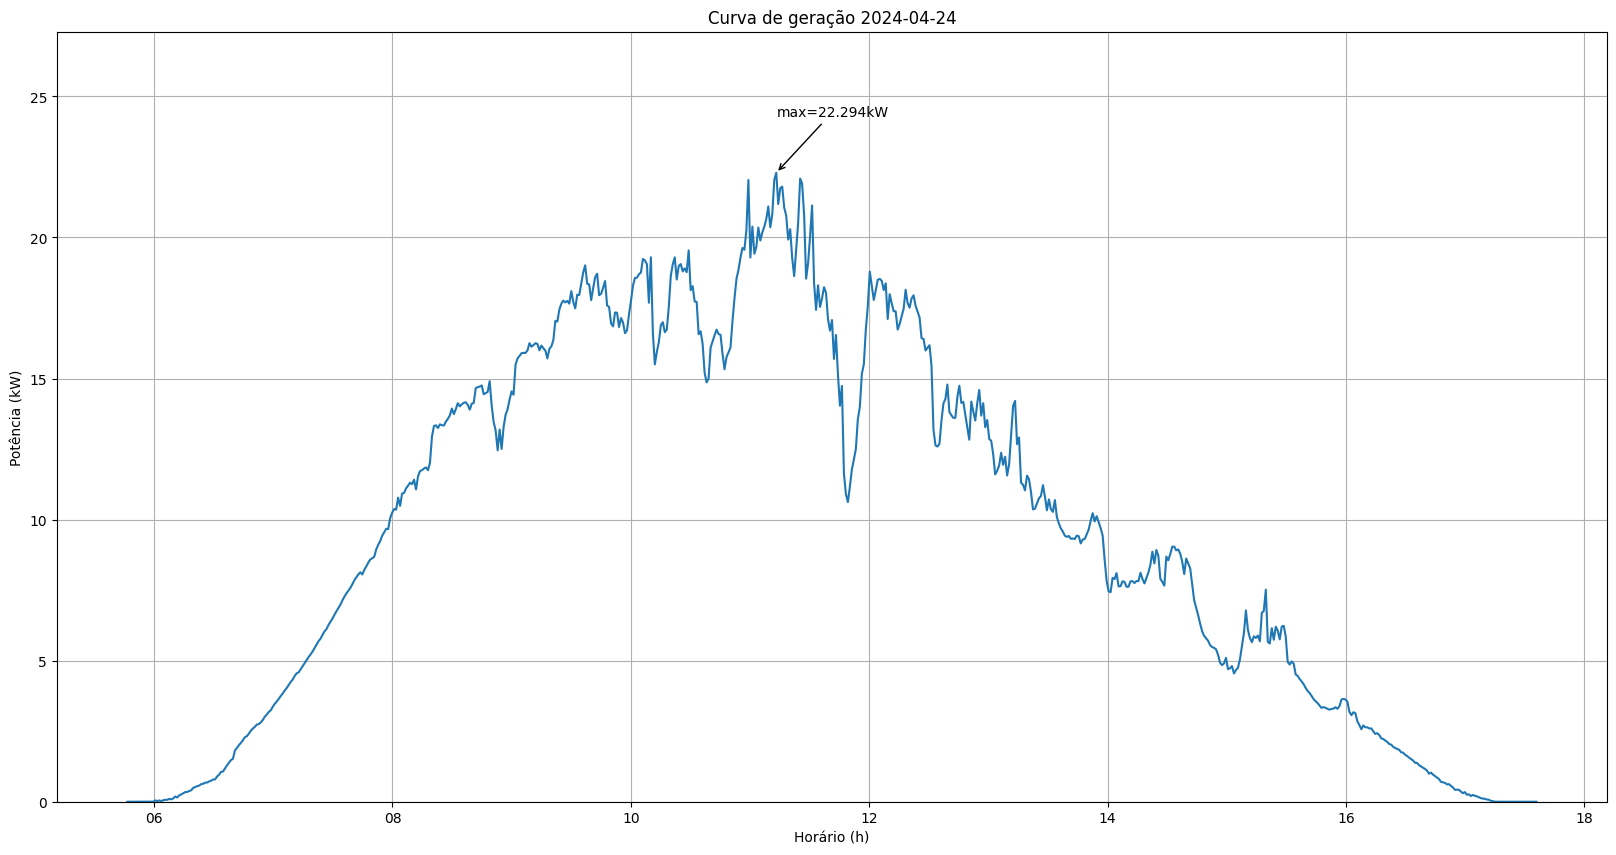 Curva de geração 2024-04-24
max=22.294kW
Potência (kW)
25
20
15
10
5
0
06 08 10 12 14 16 18
Horário (h)